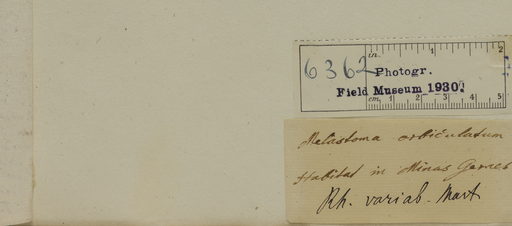 in. 1 2
6362 Photogr.
Field Museum 1930.
cm. 1 2 3 4 5
Melastoma orbiculatum
Habitat in Minas Geraes
Rh. variab. Mart